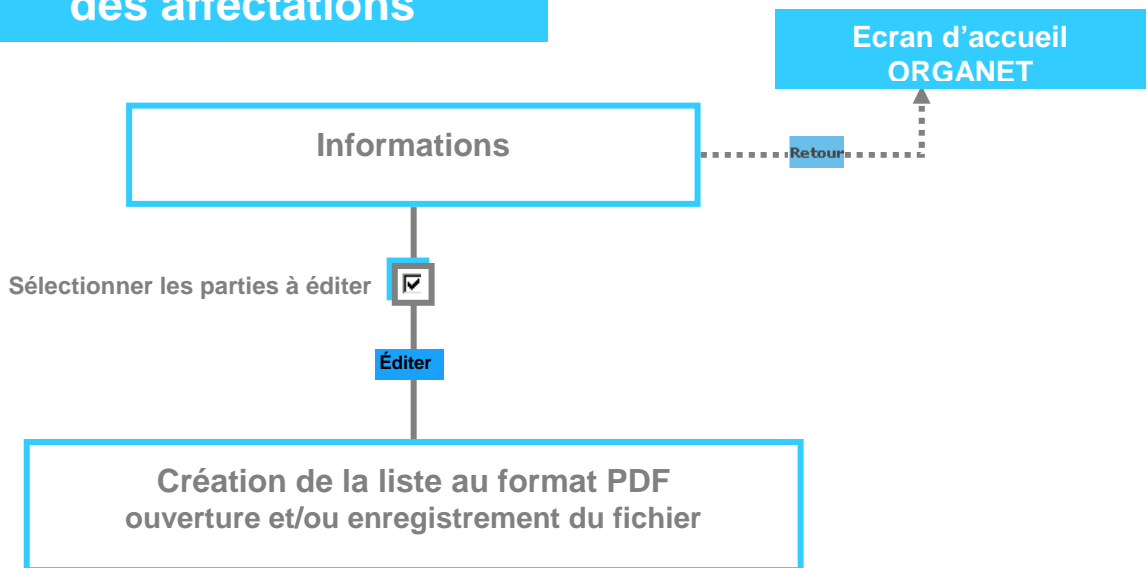 des affectations
Ecran d’accueil
ORGANET
Informations
Retour
Sélectionner les parties à éditer
Éditer
Création de la liste au format PDF
ouverture et/ou enregistrement du fichier